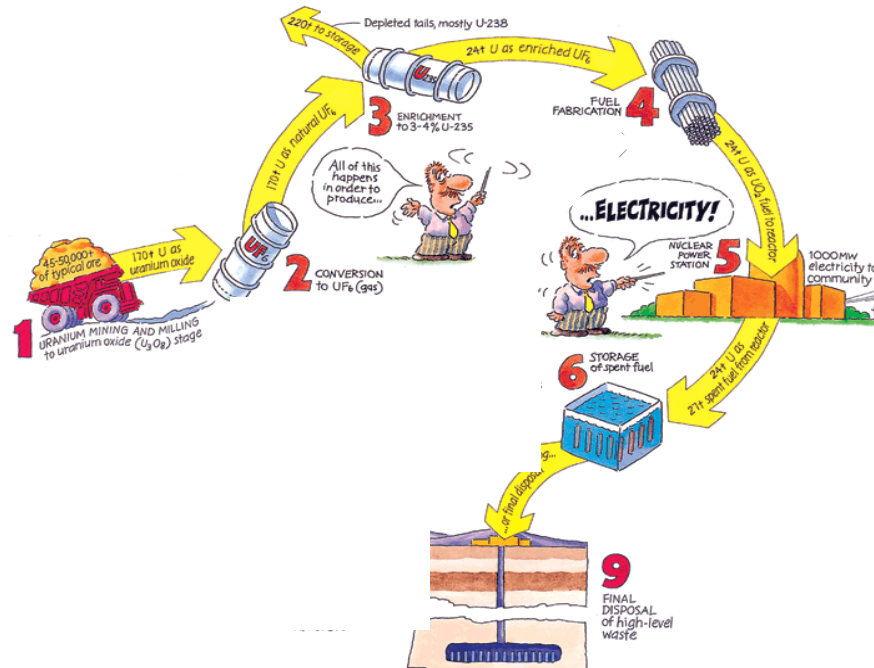 220t to storage
Depleted tails, mostly U-238
24t U as enriched UF₆
U 235
3
ENRICHMENT
to 3-4% U-235
4
FUEL
FABRICATION
170t U as natural UF₆
All of this
happens
in order to
produce...
24t U as UO₂ fuel to reactor
...ELECTRICITY!
45-50,000t
of typical ore
170t U as
uranium oxide
UF₆
2
CONVERSION
to UF₆ (gas)
NUCLEAR
POWER
STATION
5
1000MW
electricity to
community
1
URANIUM MINING AND MILLING
to uranium oxide (U₃O₈) stage
6
STORAGE
of spent fuel
24t U as
27t spent fuel from reactor
...or final disposal
9
FINAL
DISPOSAL
of high-level
waste